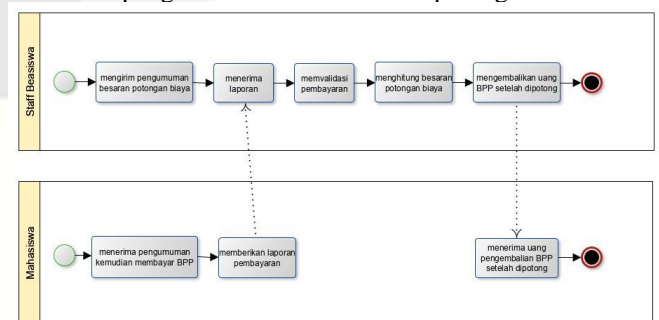 Staff Beasiswa
mengirim pengumuman
besaran potongan biaya
menerima
laporan
memvalidasi
pembayaran
menghitung besaran
potongan biaya
mengembalikan uang
BPP setelah dipotong
Mahasiswa
menerima pengumuman
kemudian membayar BPP
memberikan laporan
pembayaran
menerima uang
pengembalian BPP
setelah dipotong